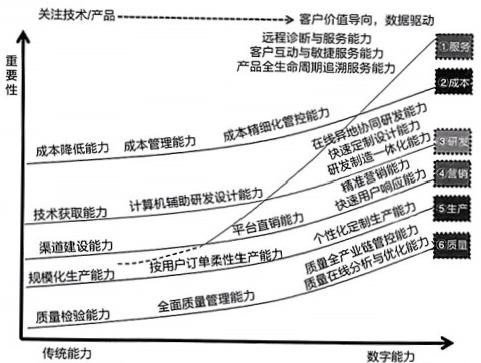 关注技术/产品
客户价值导向，数据驱动
重要性
远程诊断与服务能力
客户互动与敏捷服务能力
产品全生命周期追溯服务能力
①服务
②成本
成本降低能力
成本管理能力
成本精细化管控能力
在线异地协同研发能力
快速定制设计能力
研发制造一体化能力
③研发
技术获取能力
计算机辅助研发设计能力
精准营销能力
快速用户响应能力
④营销
渠道建设能力
平台直销能力
个性化定制生产能力
⑤生产
规模化生产能力
按用户订单柔性生产能力
质量全产业链管控能力
质量在线分析与优化能力
⑥质量
质量检验能力
全面质量管理能力
传统能力
数字能力